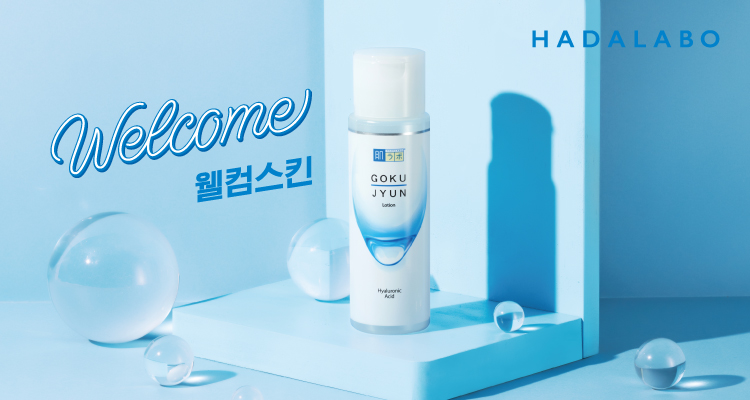 HADALABO
Welcome
웰컴스킨
肌ラボ
GOKU
JYUN
Lotion
Hyaluronic
Acid